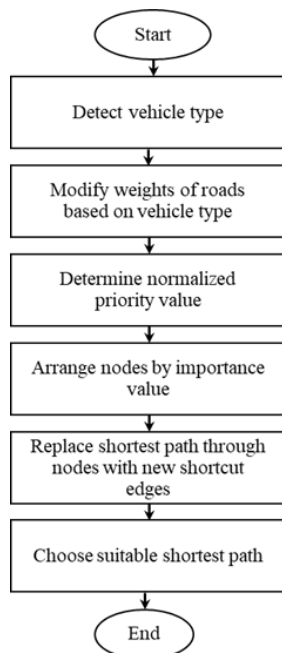 Start
Detect vehicle type
Modify weights of roads
based on vehicle type
Determine normalized
priority value
Arrange nodes by importance
value
Replace shortest path through
nodes with new shortcut
edges
Choose suitable shortest path
End